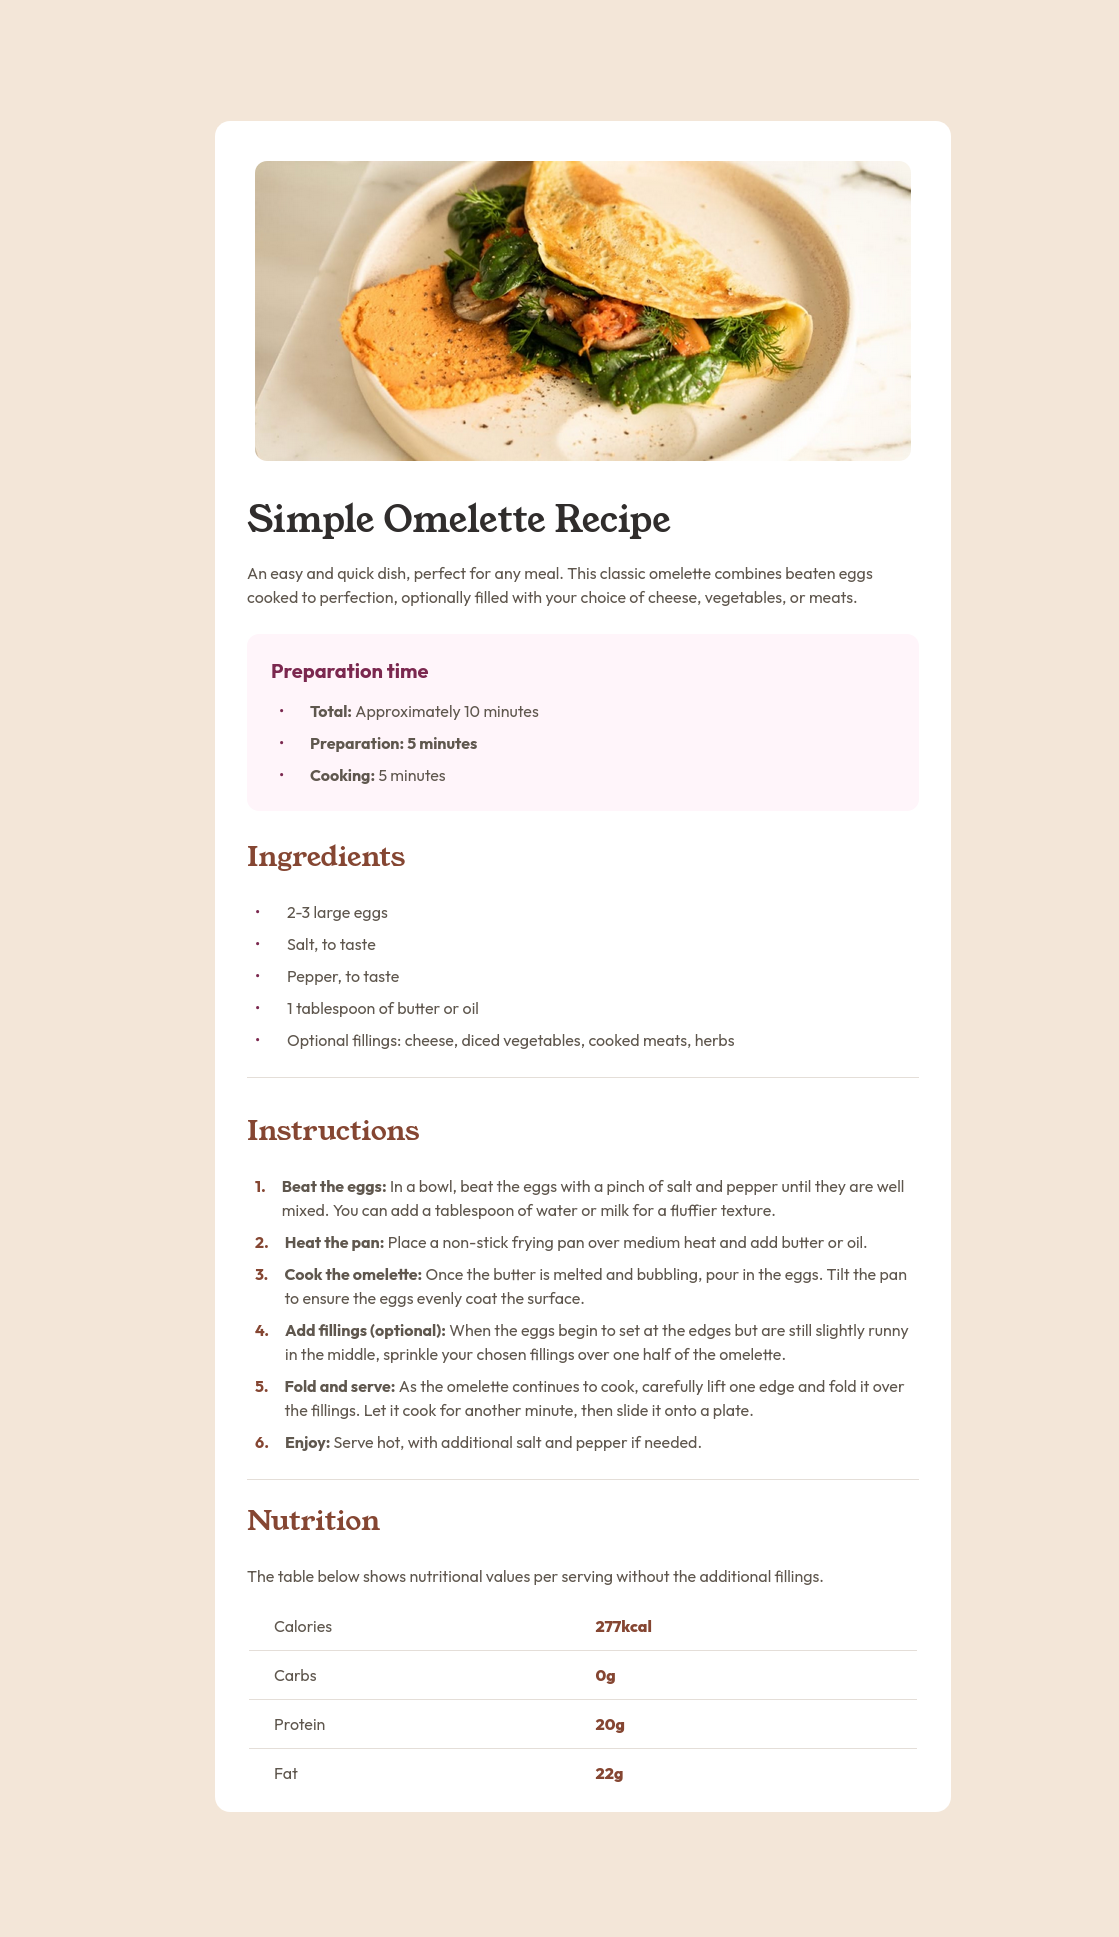 Simple Omelette Recipe
An easy and quick dish, perfect for any meal. This classic omelette combines beaten eggs
cooked to perfection, optionally filled with your choice of cheese, vegetables, or meats.
Preparation time
• Total: Approximately 10 minutes
• Preparation: 5 minutes
• Cooking: 5 minutes
Ingredients
• 2-3 large eggs
• Salt, to taste
• Pepper, to taste
• 1 tablespoon of butter or oil
• Optional fillings: cheese, diced vegetables, cooked meats, herbs
Instructions
1. Beat the eggs: In a bowl, beat the eggs with a pinch of salt and pepper until they are well
mixed. You can add a tablespoon of water or milk for a fluffier texture.
2. Heat the pan: Place a non-stick frying pan over medium heat and add butter or oil.
3. Cook the omelette: Once the butter is melted and bubbling, pour in the eggs. Tilt the pan
to ensure the eggs evenly coat the surface.
4. Add fillings (optional): When the eggs begin to set at the edges but are still slightly runny
in the middle, sprinkle your chosen fillings over one half of the omelette.
5. Fold and serve: As the omelette continues to cook, carefully lift one edge and fold it over
the fillings. Let it cook for another minute, then slide it onto a plate.
6. Enjoy: Serve hot, with additional salt and pepper if needed.
Nutrition
The table below shows nutritional values per serving without the additional fillings.
Calories 277kcal
Carbs 0g
Protein 20g
Fat 22g